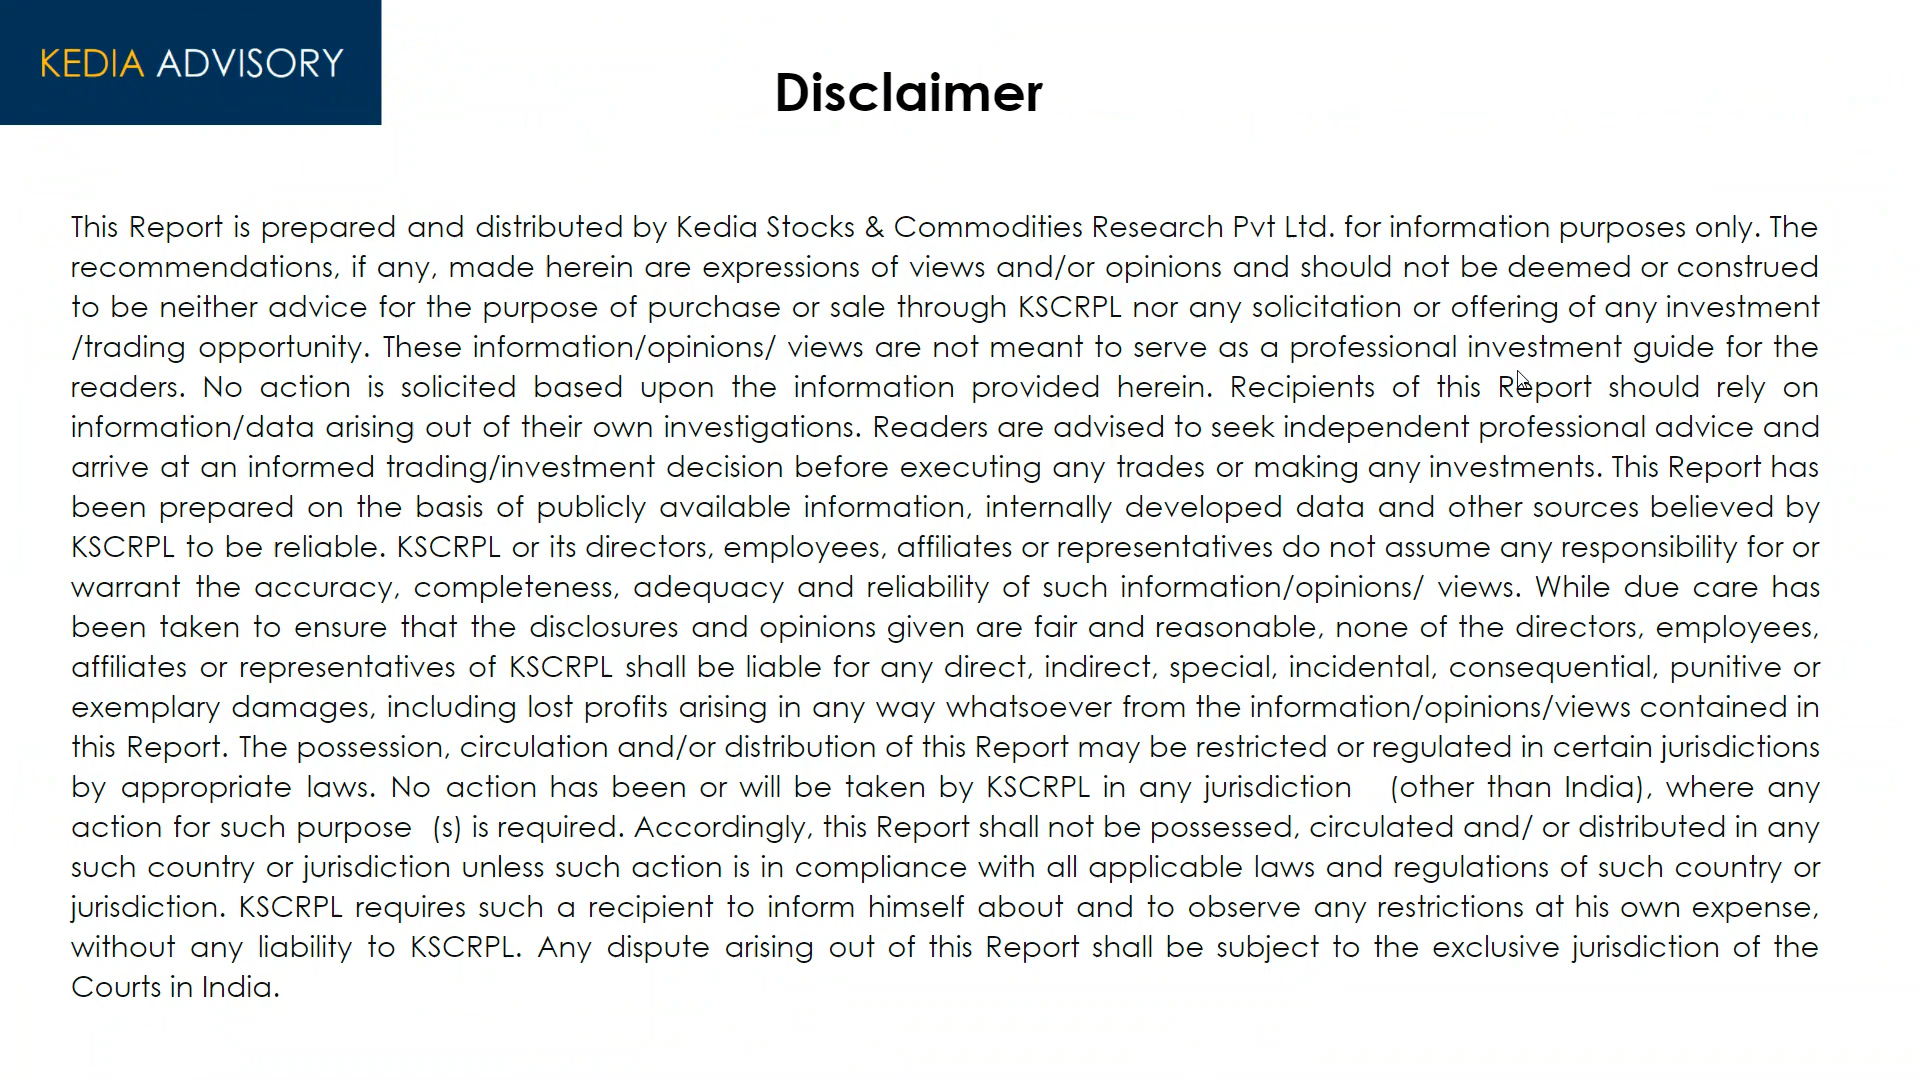 KEDIA ADVISORY
Disclaimer
This Report is prepared and distributed by Kedia Stocks & Commodities Research Pvt Ltd. for information purposes only. The
recommendations, if any, made herein are expressions of views and/or opinions and should not be deemed or construed
to be neither advice for the purpose of purchase or sale through KSCRPL nor any solicitation or offering of any investment
/trading opportunity. These information/opinions/ views are not meant to serve as a professional investment guide for the
readers. No action is solicited based upon the information provided herein. Recipients of this Report should rely on
information/data arising out of their own investigations. Readers are advised to seek independent professional advice and
arrive at an informed trading/investment decision before executing any trades or making any investments. This Report has
been prepared on the basis of publicly available information, internally developed data and other sources believed by
KSCRPL to be reliable. KSCRPL or its directors, employees, affiliates or representatives do not assume any responsibility for or
warrant the accuracy, completeness, adequacy and reliability of such information/opinions/ views. While due care has
been taken to ensure that the disclosures and opinions given are fair and reasonable, none of the directors, employees,
affiliates or representatives of KSCRPL shall be liable for any direct, indirect, special, incidental, consequential, punitive or
exemplary damages, including lost profits arising in any way whatsoever from the information/opinions/views contained in
this Report. The possession, circulation and/or distribution of this Report may be restricted or regulated in certain jurisdictions
by appropriate laws. No action has been or will be taken by KSCRPL in any jurisdiction (other than India), where any
action for such purpose (s) is required. Accordingly, this Report shall not be possessed, circulated and/ or distributed in any
such country or jurisdiction unless such action is in compliance with all applicable laws and regulations of such country or
jurisdiction. KSCRPL requires such a recipient to inform himself about and to observe any restrictions at his own expense,
without any liability to KSCRPL. Any dispute arising out of this Report shall be subject to the exclusive jurisdiction of the
Courts in India.